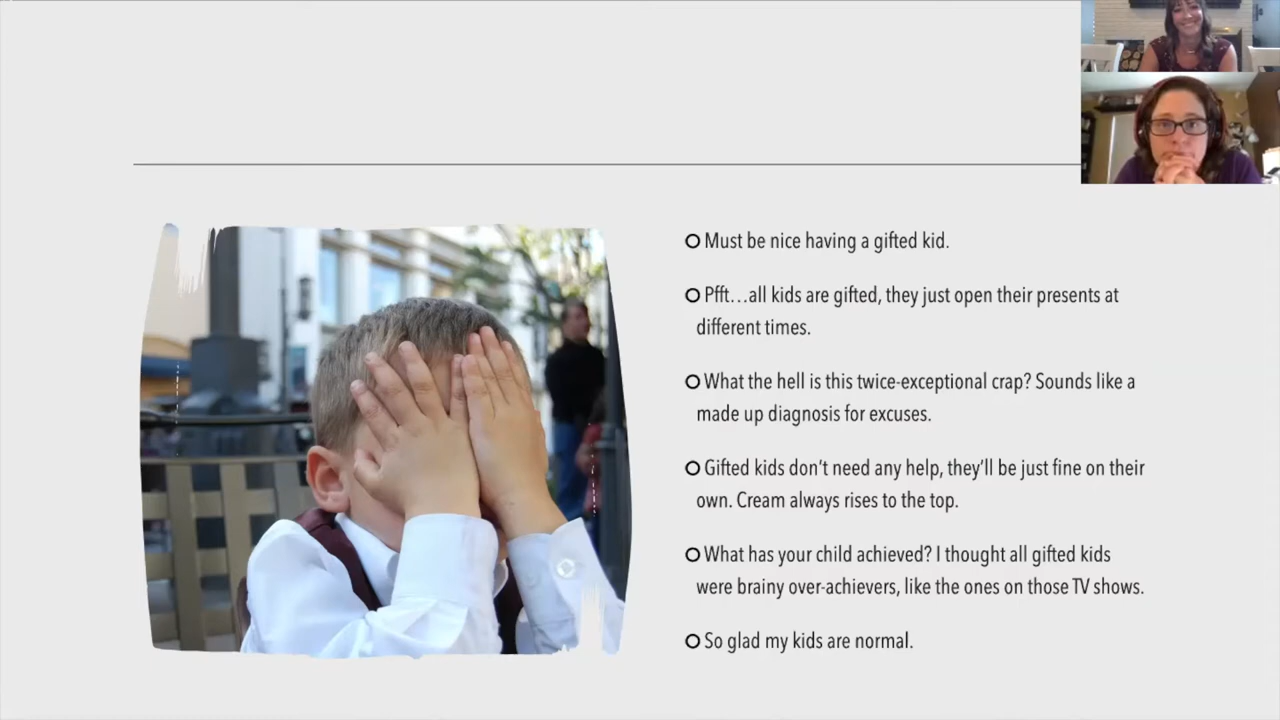 Must be nice having a gifted kid.
Pfft…all kids are gifted, they just open their presents at
different times.
What the hell is this twice-exceptional crap? Sounds like a
made up diagnosis for excuses.
Gifted kids don’t need any help, they’ll be just fine on their
own. Cream always rises to the top.
What has your child achieved? I thought all gifted kids
were brainy over-achievers, like the ones on those TV shows.
So glad my kids are normal.